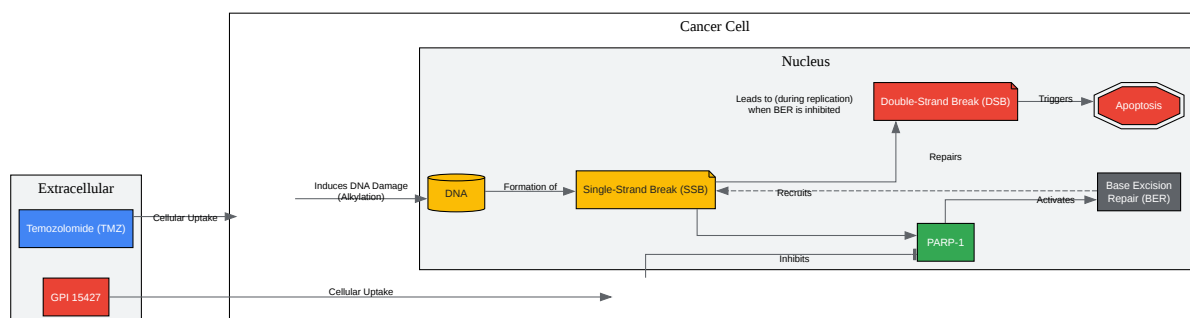 Cancer Cell
Nucleus
Leads to (during replication)
when BER is inhibited
Double-Strand Break (DSB)
Triggers
Apoptosis
Repairs
Extracellular
Induces DNA Damage
(Alkylation)
DNA
Formation of
Single-Strand Break (SSB)
Recruits
Base Excision
Repair (BER)
Activates
Temozolomide (TMZ)
Cellular Uptake
PARP-1
Inhibits
GPI 15427
Cellular Uptake